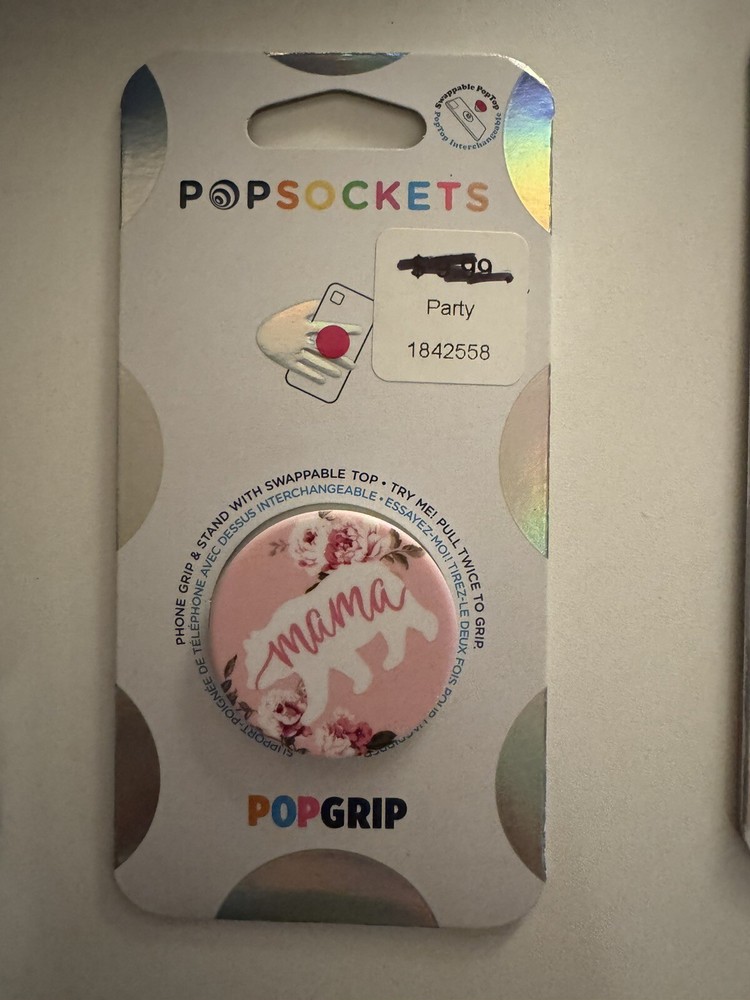 Swappable PopTop
PopTop Interchangeable
POPSOCKETS
99
Party
1842558
PHONE GRIP & STAND WITH SWAPPABLE TOP • TRY ME! PULL TWICE TO GRIP.
SUPPORT-POIGNÉE DE TÉLÉPHONE AVEC DESSUS INTERCHANGEABLE • ESSAYEZ-MOI! TIREZ-LE DEUX FOIS POUR
mama
POPGRIP